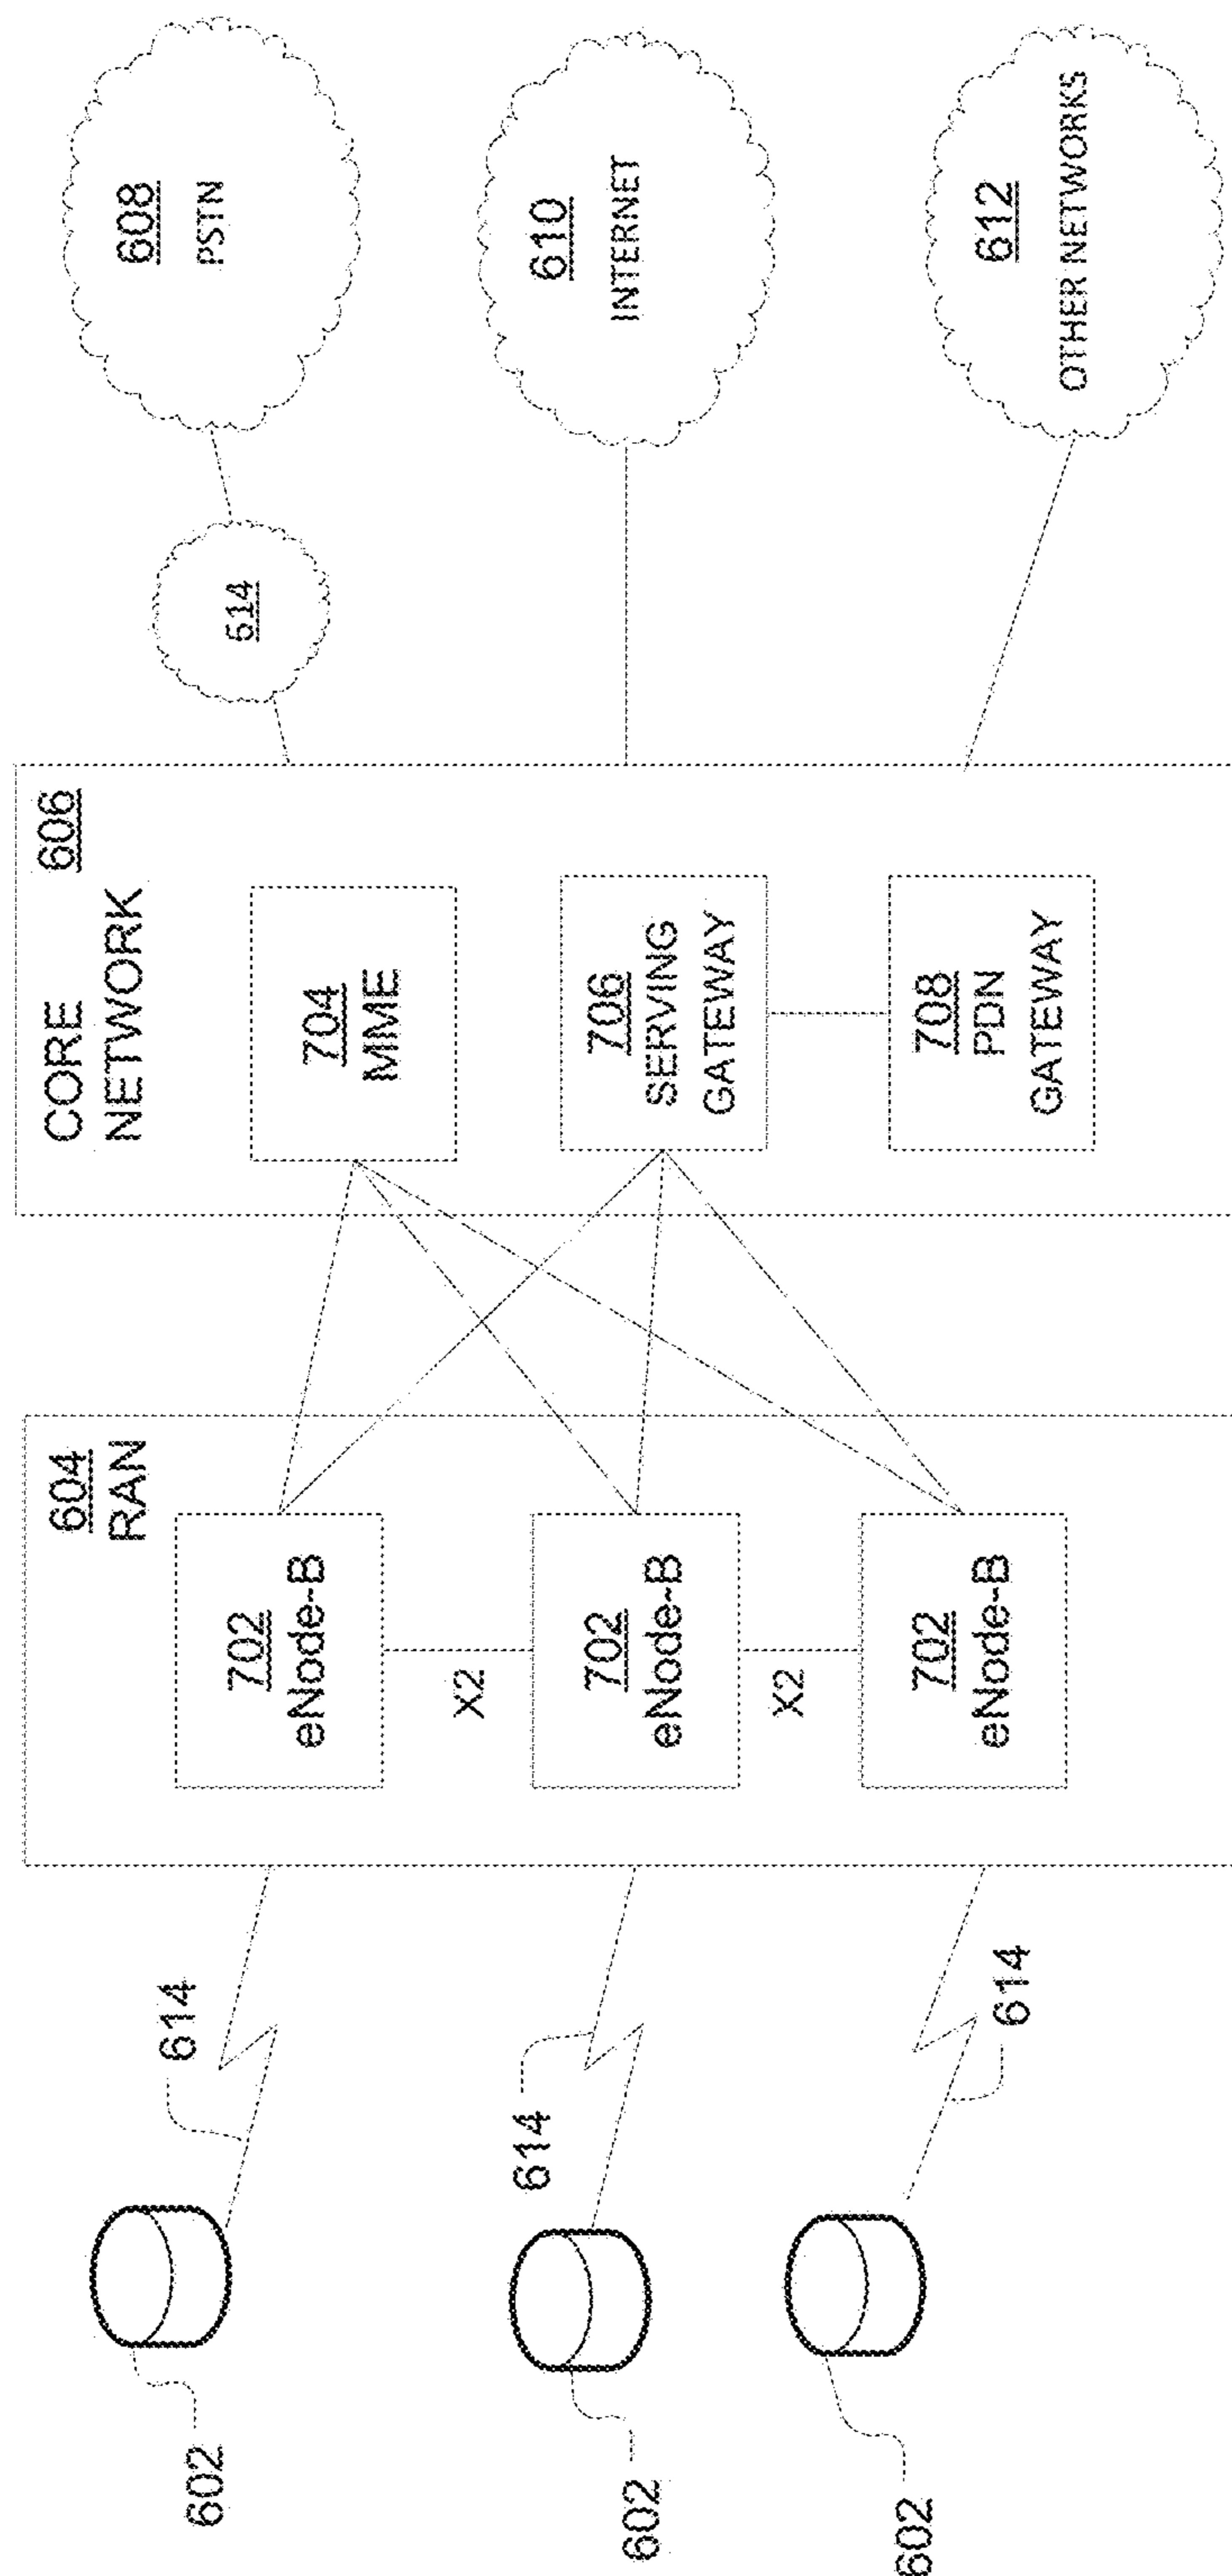 602
602
602
614
614
614
604
RAN
702
eNode-B
X2
702
eNode-B
X2
702
eNode-B
CORE
NETWORK
606
704
MME
706
SERVING
GATEWAY
708
PDN
GATEWAY
614
608
PSTN
610
INTERNET
612
OTHER NETWORKS